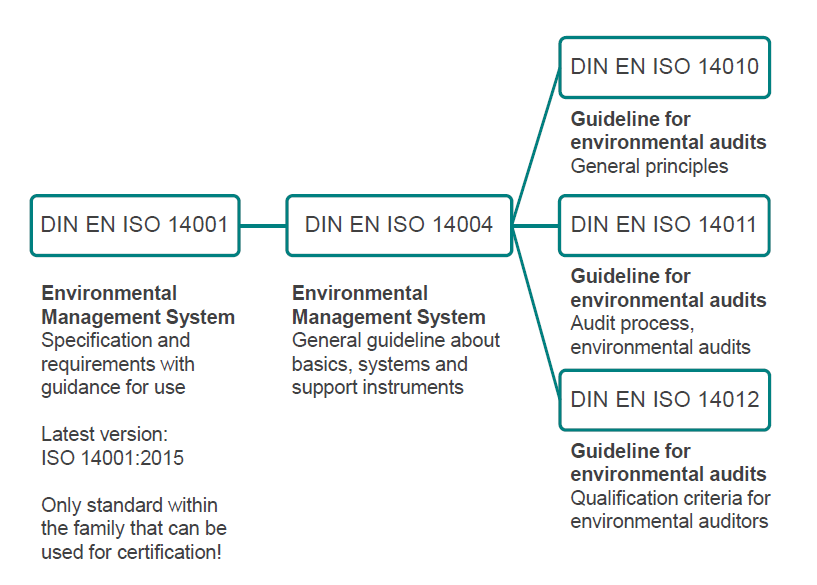 DIN EN ISO 14001
Environmental
Management System
Specification and
requirements with
guidance for use
Latest version:
ISO 14001:2015
Only standard within
the family that can be
used for certification!
DIN EN ISO 14004
Environmental
Management System
General guideline about
basics, systems and
support instruments
DIN EN ISO 14010
Guideline for
environmental audits
General principles
DIN EN ISO 14011
Guideline for
environmental audits
Audit process,
environmental audits
DIN EN ISO 14012
Guideline for
environmental audits
Qualification criteria for
environmental auditors